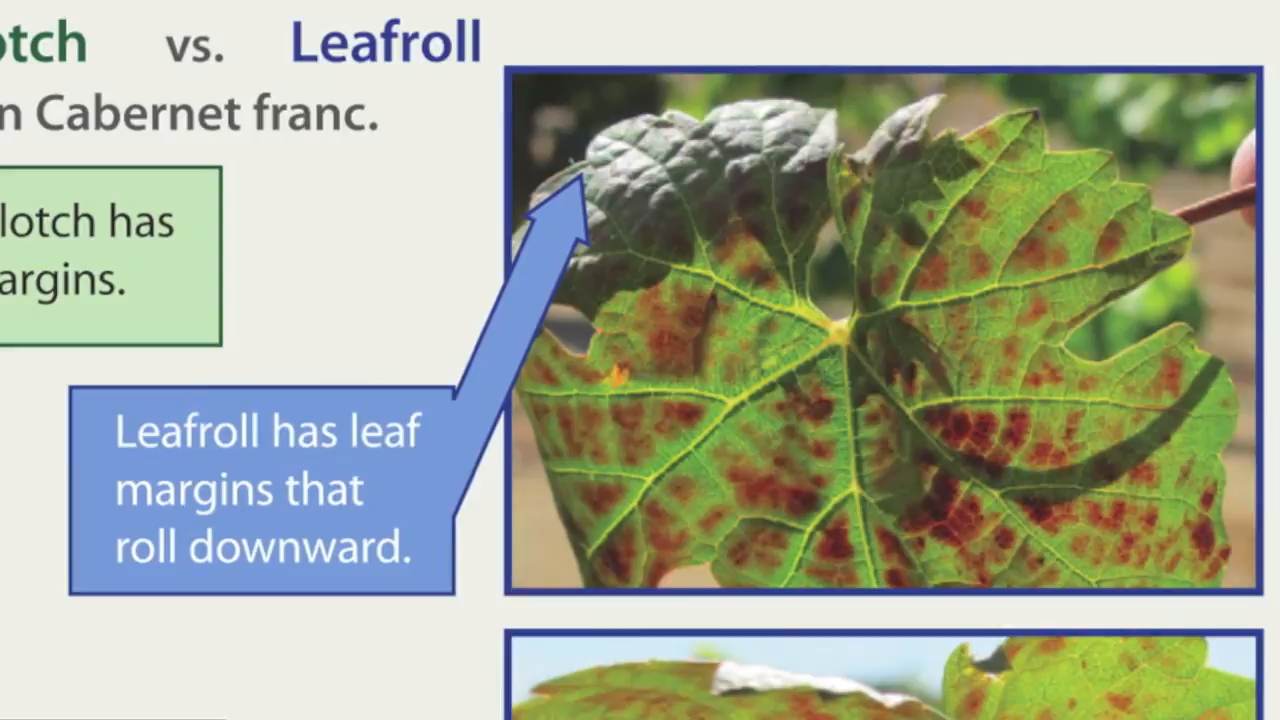 otch vs. Leafroll
n Cabernet franc.
lotch has
argins.
Leafroll has leaf
margins that
roll downward.